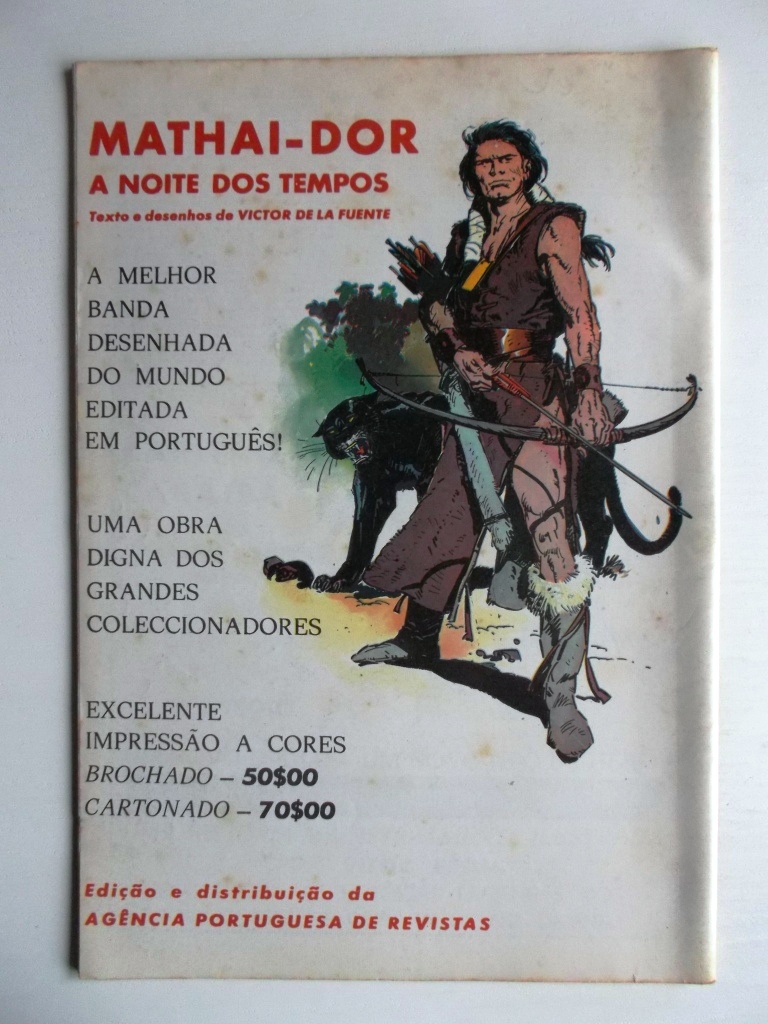 MATHAI-DOR
A NOITE DOS TEMPOS
Texto e desenhos de VICTOR DE LA FUENTE
A MELHOR
BANDA
DESENHADA
DO MUNDO
EDITADA
EM PORTUGUÊS!
UMA OBRA
DIGNA DOS
GRANDES
COLECCIONADORES
EXCELENTE
IMPRESSÃO A CORES
BROCHADO – 50$00
CARTONADO – 70$00
Edição e distribuição da
AGÊNCIA PORTUGUESA DE REVISTAS